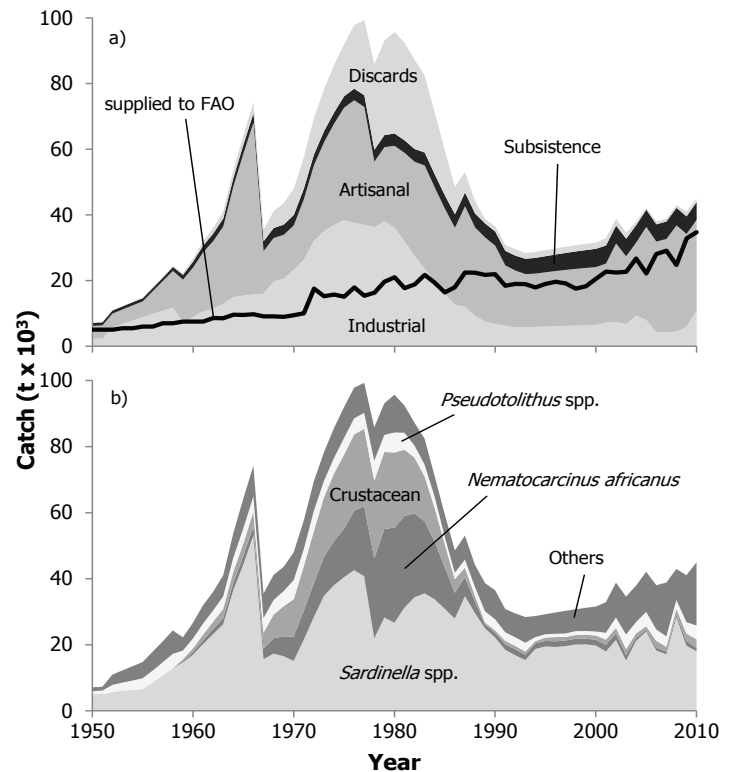 100
a)
Discards
80
supplied to FAO
60
Subsistence
Artisanal
40
20
Industrial
0
Catch (t x 10³)
100
b)
Pseudotolithus spp.
80
Nematocarcinus africanus
Crustacean
60
Others
40
20
Sardinella spp.
0
1950 1960 1970 1980 1990 2000 2010
Year